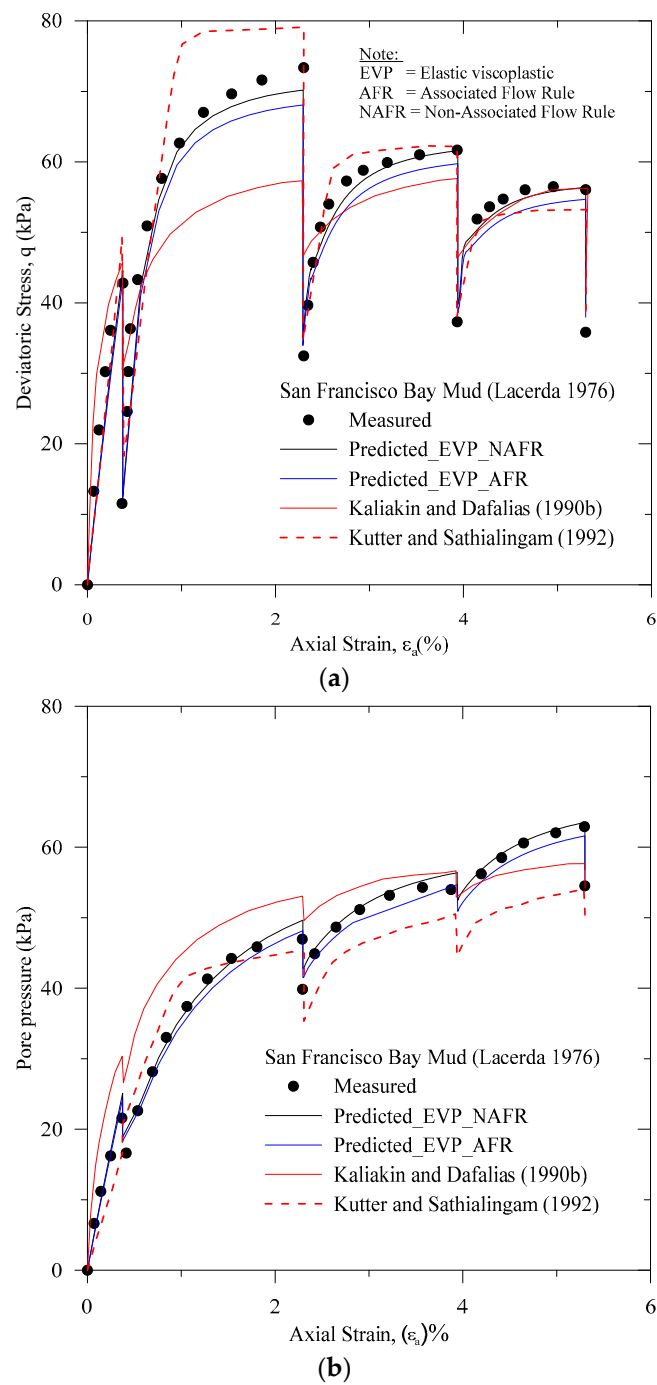 (a)
80
60
40
20
0
Deviatoric Stress, q (kPa)
Note:
EVP = Elastic viscoplastic
AFR = Associated Flow Rule
NAFR = Non-Associated Flow Rule
San Francisco Bay Mud (Lacerda 1976)
Measured
Predicted_EVP_NAFR
Predicted_EVP_AFR
Kaliakin and Dafalias (1990b)
Kutter and Sathialingam (1992)
0 2 4 6
Axial Strain, εa(%)
(a)
80
60
40
20
0
Pore pressure (kPa)
San Francisco Bay Mud (Lacerda 1976)
Measured
Predicted_EVP_NAFR
Predicted_EVP_AFR
Kaliakin and Dafalias (1990b)
Kutter and Sathialingam (1992)
0 2 4 6
Axial Strain, (εa)%
(b)